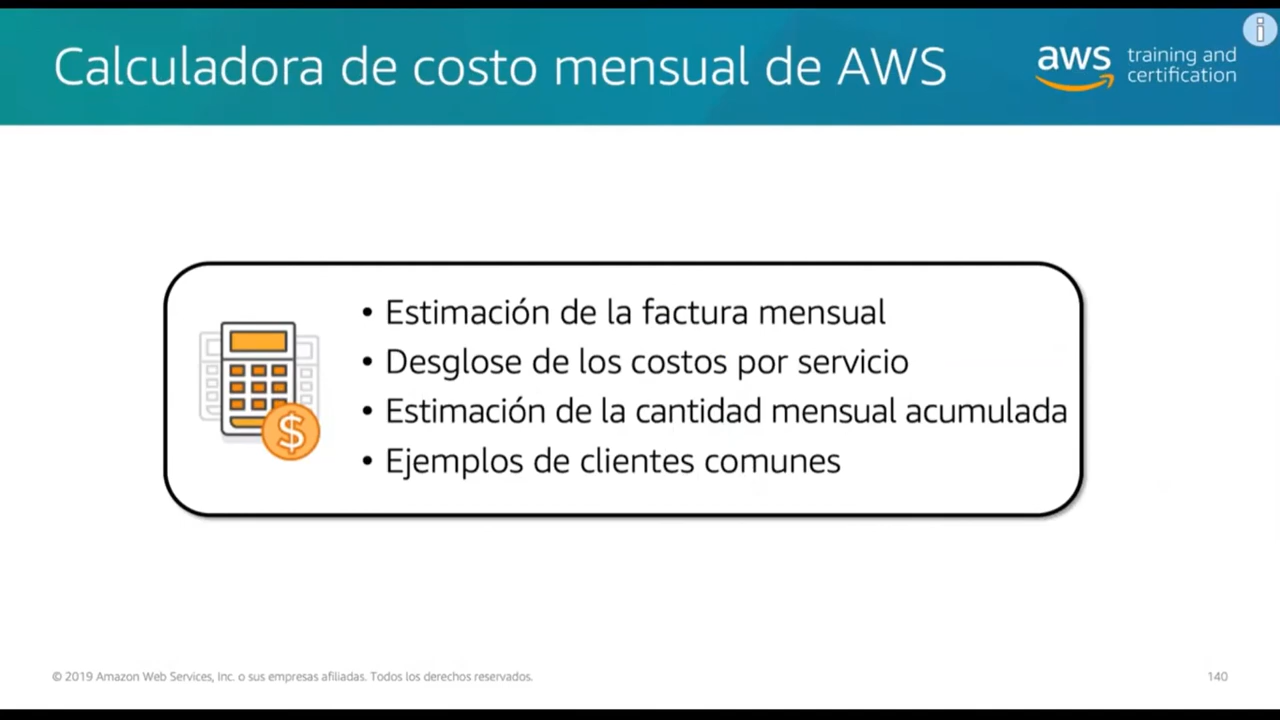 Calculadora de costo mensual de AWS
aws training and
certification
• Estimación de la factura mensual
• Desglose de los costos por servicio
• Estimación de la cantidad mensual acumulada
• Ejemplos de clientes comunes
$
© 2019 Amazon Web Services, Inc. o sus empresas afiliadas. Todos los derechos reservados.
140